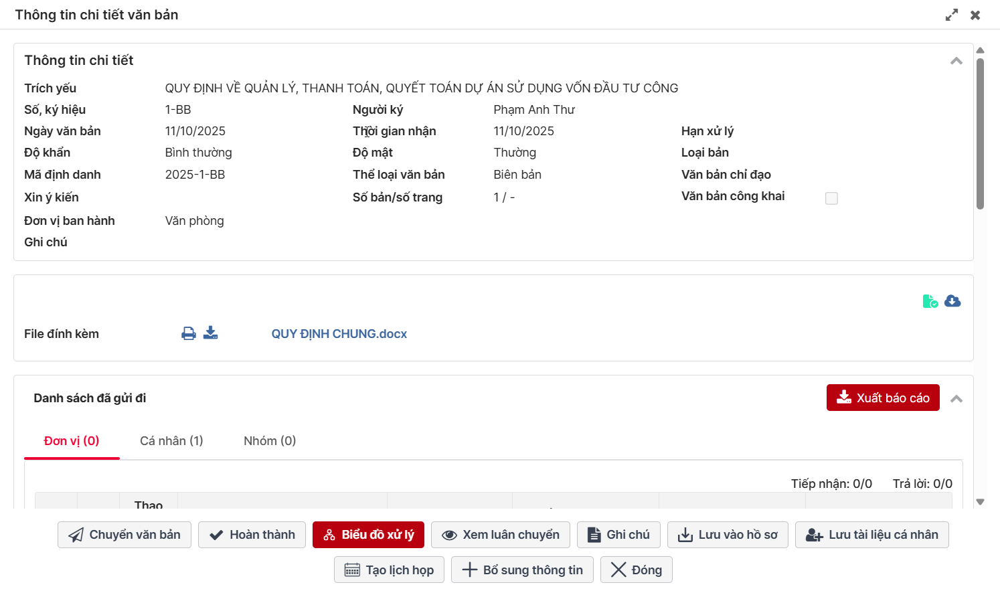 Thông tin chi tiết văn bản
Thông tin chi tiết
Trích yếu QUY ĐỊNH VỀ QUẢN LÝ, THANH TOÁN, QUYẾT TOÁN DỰ ÁN SỬ DỤNG VỐN ĐẦU TƯ CÔNG
Số, ký hiệu 1-BB Người ký Phạm Anh Thư
Ngày văn bản 11/10/2025 Thời gian nhận 11/10/2025 Hạn xử lý
Độ khẩn Bình thường Độ mật Thường Loại bản
Mã định danh 2025-1-BB Thể loại văn bản Biên bản Văn bản chỉ đạo
Xin ý kiến Số bản/số trang 1 / - Văn bản công khai
Đơn vị ban hành Văn phòng
Ghi chú
File đính kèm QUY ĐỊNH CHUNG.docx
Danh sách đã gửi đi Xuất báo cáo
Đơn vị (0) Cá nhân (1) Nhóm (0)
Tiếp nhận: 0/0 Trả lời: 0/0
Thao
Chuyển văn bản Hoàn thành Biểu đồ xử lý Xem luân chuyển Ghi chú Lưu vào hồ sơ Lưu tài liệu cá nhân
Tạo lịch họp Bổ sung thông tin Đóng